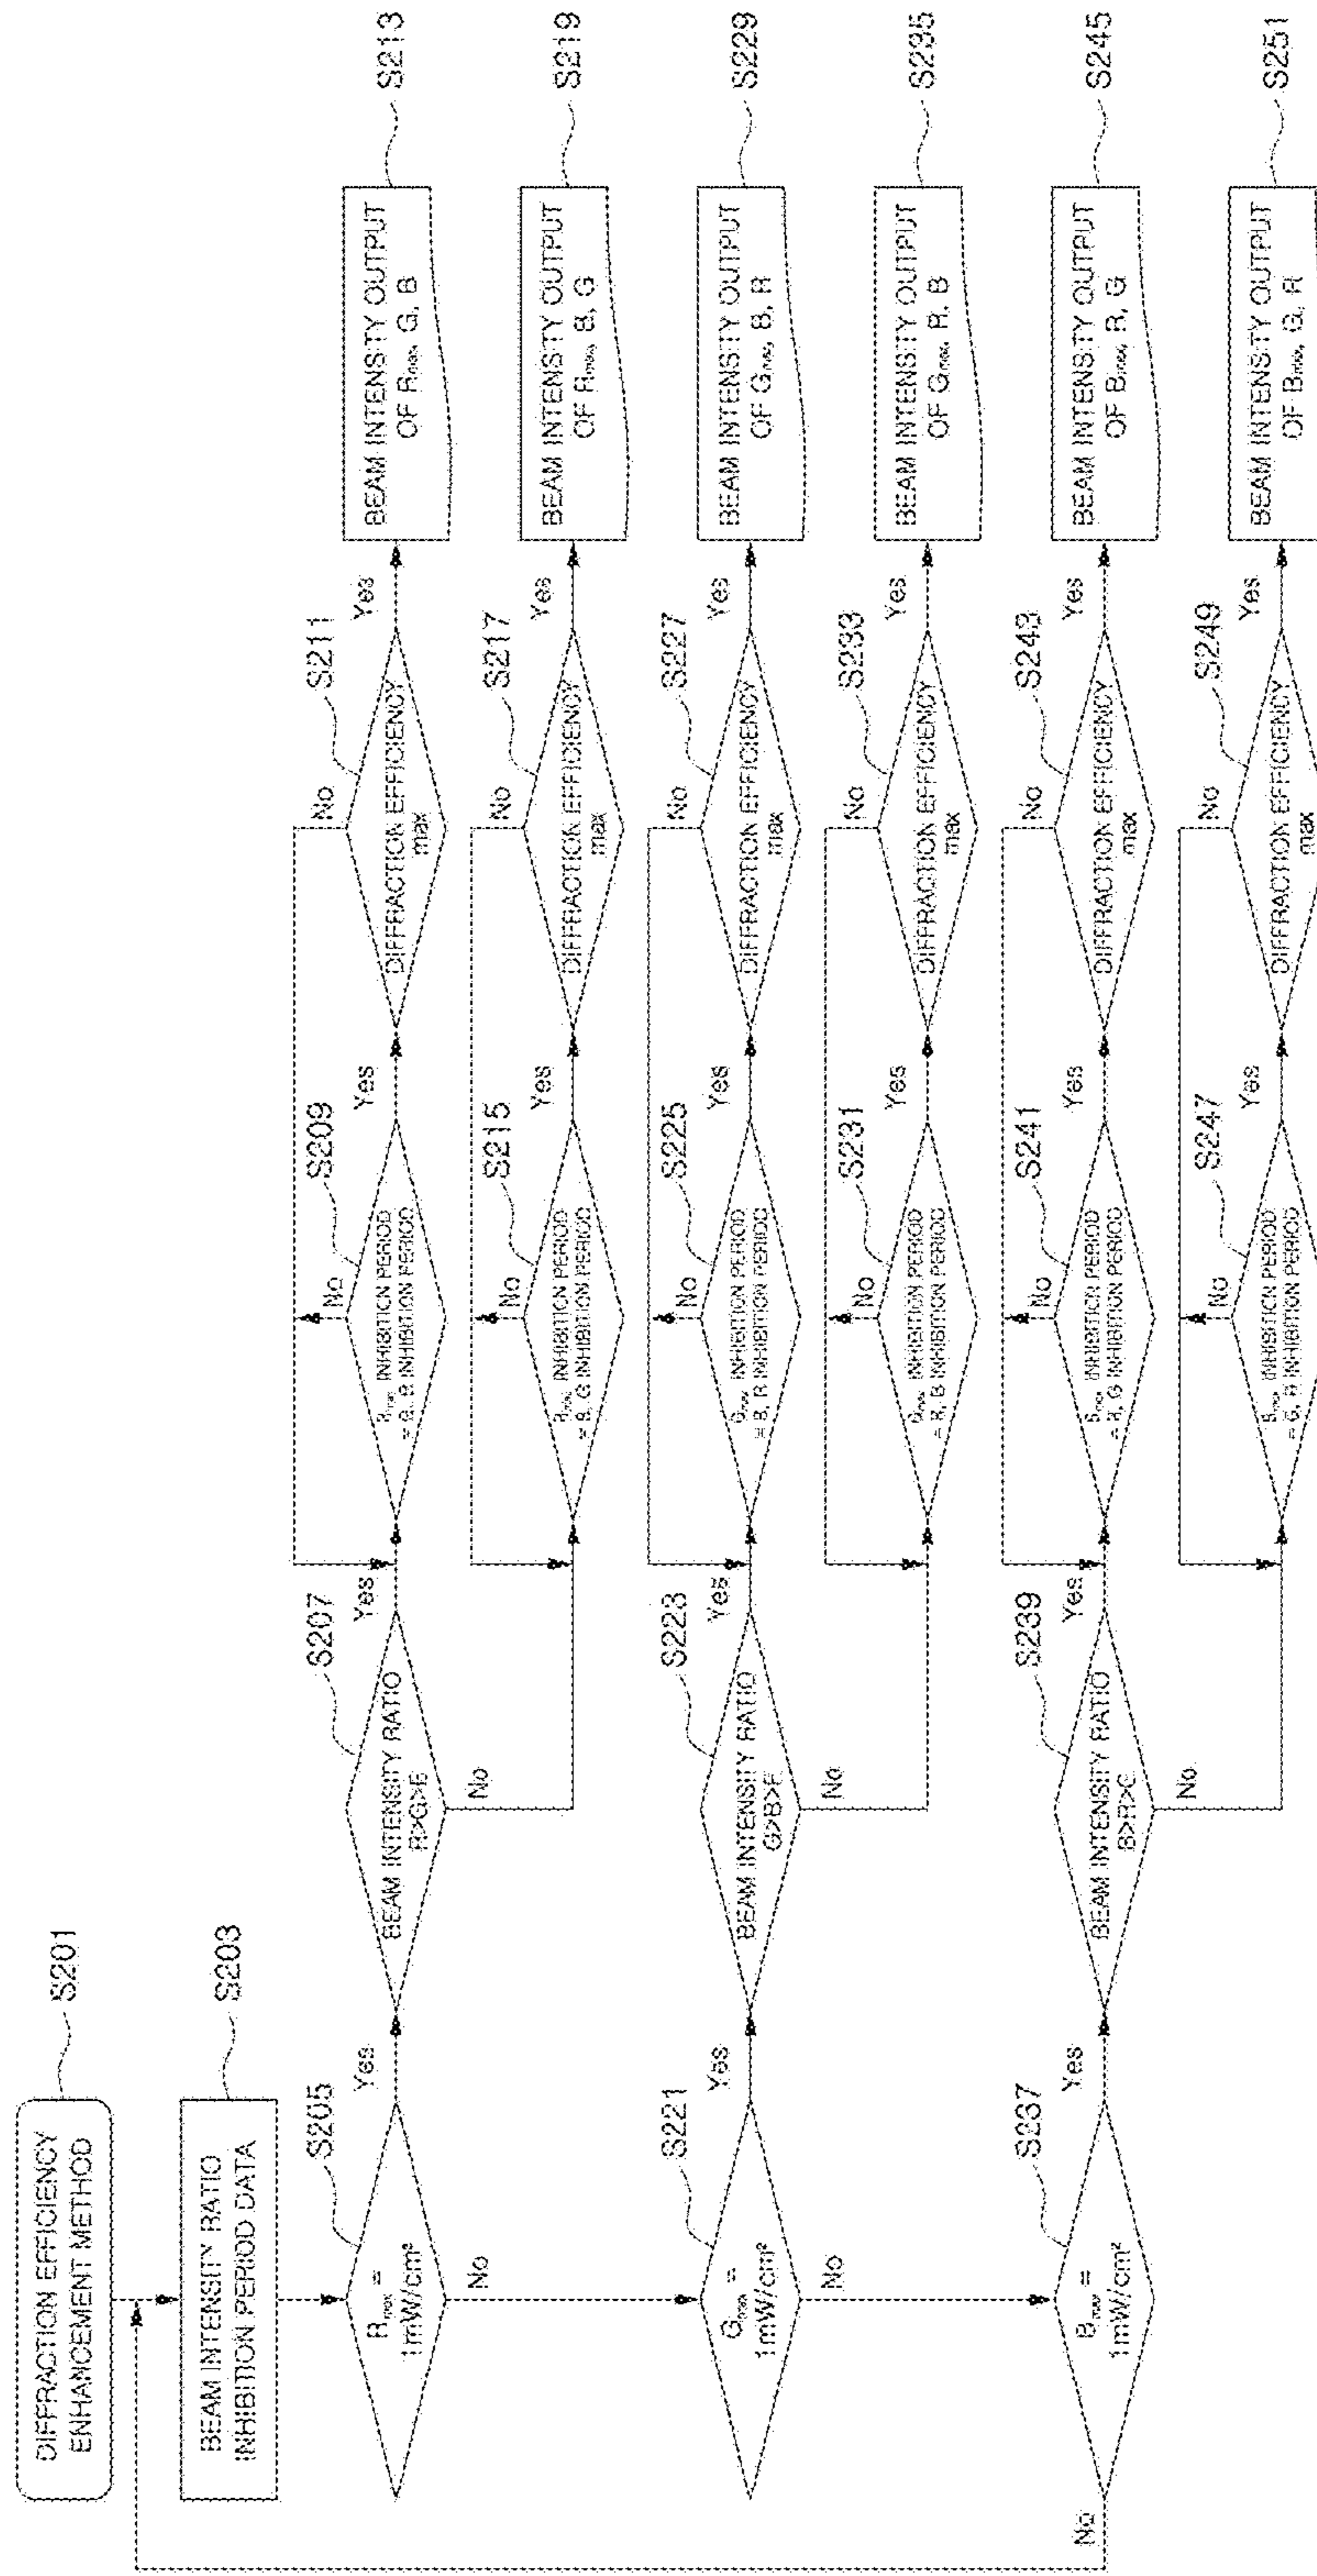 DIFFRACTION EFFICIENCY
ENHANCEMENT METHOD
S201
BEAM INTENSITY RATIO
INHIBITION PERIOD DATA
S203
Rmax =
1mW/cm²
S205
Yes
No
BEAM INTENSITY RATIO
R>G>B
S207
Yes
No
Rmax INHIBITION PERIOD
INHIBITION PERIOD
S209
Yes
No
DIFFRACTION EFFICIENCY
max
S211
Yes
No
BEAM INTENSITY OUTPUT
OF Rmax, G, B
S213
Rmax INHIBITION PERIOD
= B, G INHIBITION PERIOD
S215
Yes
No
DIFFRACTION EFFICIENCY
max
S217
Yes
No
BEAM INTENSITY OUTPUT
OF Rmax, B, G
S219
Gmax =
1mW/cm²
S221
Yes
No
BEAM INTENSITY RATIO
G>B>R
S223
Yes
No
Gmax INHIBITION PERIOD
= B, R INHIBITION PERIOD
S225
Yes
No
DIFFRACTION EFFICIENCY
max
S227
Yes
No
BEAM INTENSITY OUTPUT
OF Gmax, B, R
S229
Gmax INHIBITION PERIOD
= R, B INHIBITION PERIOD
S231
Yes
No
DIFFRACTION EFFICIENCY
max
S233
Yes
No
BEAM INTENSITY OUTPUT
OF Gmax, R, B
S235
Bmax =
1mW/cm²
S237
Yes
No
BEAM INTENSITY RATIO
B>R>G
S239
Yes
No
Bmax INHIBITION PERIOD
= R, G INHIBITION PERIOD
S241
Yes
No
DIFFRACTION EFFICIENCY
max
S243
Yes
No
BEAM INTENSITY OUTPUT
OF Bmax, R, G
S245
Bmax INHIBITION PERIOD
= G, R INHIBITION PERIOD
S247
Yes
No
DIFFRACTION EFFICIENCY
max
S249
Yes
No
BEAM INTENSITY OUTPUT
OF Bmax, G, R
S251